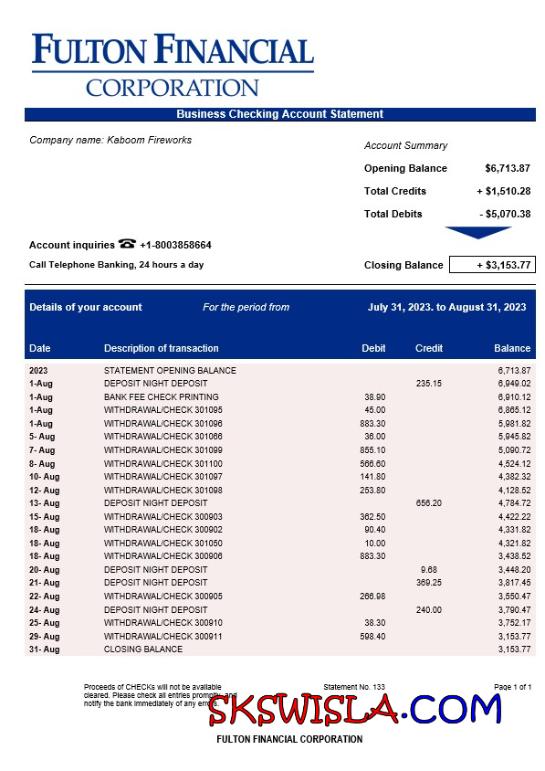 FULTON FINANCIAL
CORPORATION
Business Checking Account Statement
Company name: Kaboom Fireworks
Account Summary
Opening Balance $6,713.87
Total Credits + $1,510.28
Total Debits - $5,070.38
Account inquiries ☎ +1-8003858664
Call Telephone Banking, 24 hours a day
Closing Balance + $3,153.77
Details of your account For the period from July 31, 2023. to August 31, 2023
Date Description of transaction Debit Credit Balance
2023 STATEMENT OPENING BALANCE 6,713.87
1-Aug DEPOSIT NIGHT DEPOSIT 235.15 6,949.02
1-Aug BANK FEE CHECK PRINTING 38.90 6,910.12
1-Aug WITHDRAWAL/CHECK 301095 45.00 6,865.12
1-Aug WITHDRAWAL/CHECK 301096 883.30 5,981.82
5- Aug WITHDRAWAL/CHECK 301066 36.00 5,945.82
7- Aug WITHDRAWAL/CHECK 301099 855.10 5,090.72
8- Aug WITHDRAWAL/CHECK 301100 566.60 4,524.12
10- Aug WITHDRAWAL/CHECK 301097 141.80 4,382.32
12- Aug WITHDRAWAL/CHECK 301098 253.80 4,128.52
13- Aug DEPOSIT NIGHT DEPOSIT 656.20 4,784.72
15- Aug WITHDRAWAL/CHECK 300903 362.50 4,422.22
18- Aug WITHDRAWAL/CHECK 300902 90.40 4,331.82
18- Aug WITHDRAWAL/CHECK 301050 10.00 4,321.82
18- Aug WITHDRAWAL/CHECK 300906 883.30 3,438.52
20- Aug DEPOSIT NIGHT DEPOSIT 9.68 3,448.20
21- Aug DEPOSIT NIGHT DEPOSIT 369.25 3,817.45
22- Aug WITHDRAWAL/CHECK 300905 266.98 3,550.47
24- Aug DEPOSIT NIGHT DEPOSIT 240.00 3,790.47
25- Aug WITHDRAWAL/CHECK 300910 38.30 3,752.17
29- Aug WITHDRAWAL/CHECK 300911 598.40 3,153.77
31- Aug CLOSING BALANCE 3,153.77
Proceeds of CHECKs will not be available Statement No. 133 Page 1 of 1
cleared. Please check all entries promptly and
notify the bank immediately of any errors.
SKSWISLA.COM
FULTON FINANCIAL CORPORATION